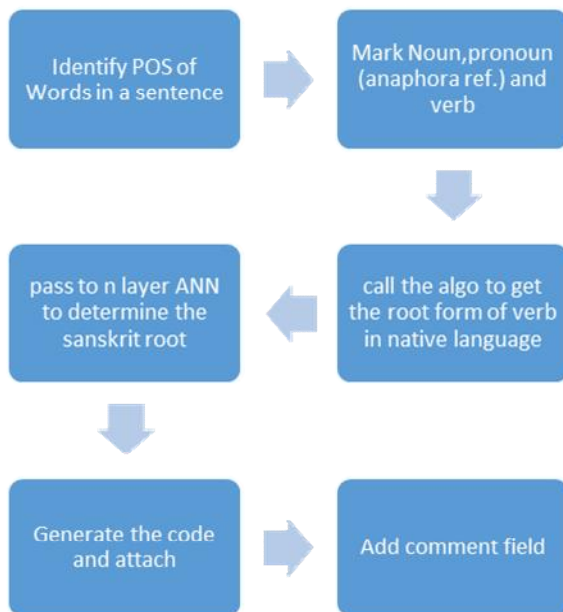 Identify POS of
Words in a sentence
Mark Noun,pronoun
(anaphora ref.) and
verb
call the algo to get
the root form of verb
in native language
pass to n layer ANN
to determine the
sanskrit root
Generate the code
and attach
Add comment field